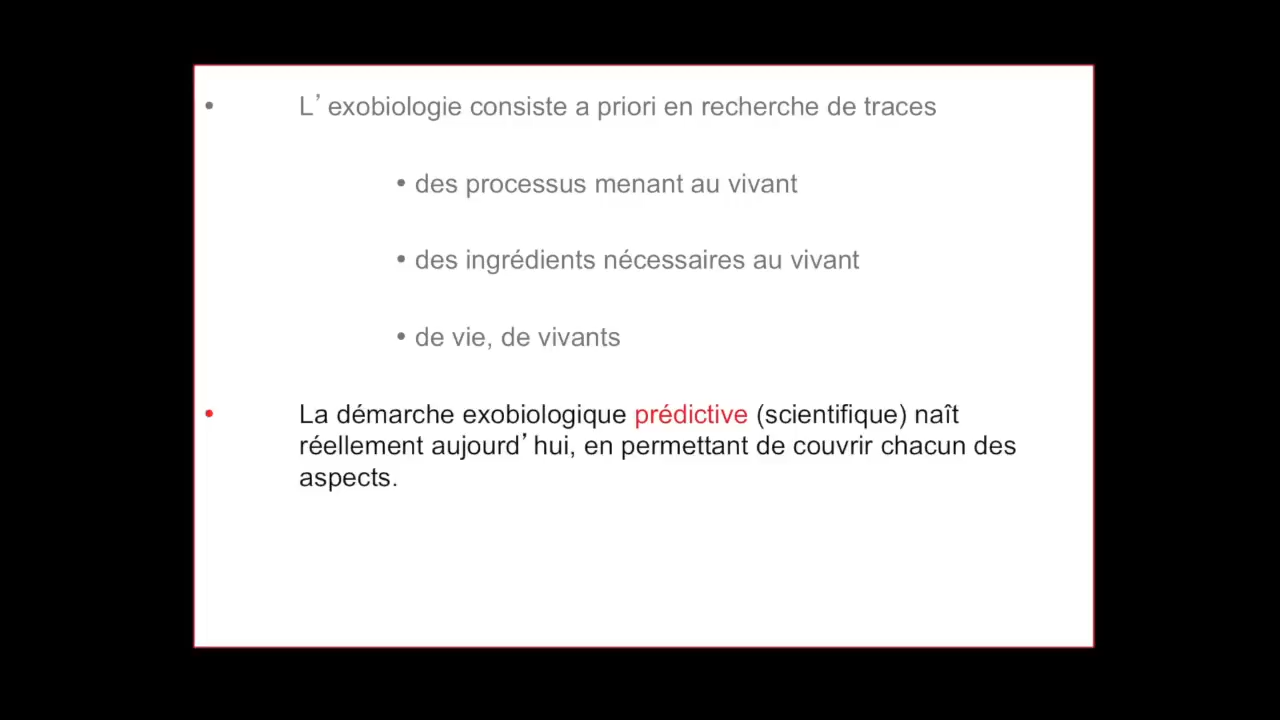 • L’exobiologie consiste a priori en recherche de traces
• des processus menant au vivant
• des ingrédients nécessaires au vivant
• de vie, de vivants
• La démarche exobiologique prédictive (scientifique) naît
réellement aujourd’hui, en permettant de couvrir chacun des
aspects.